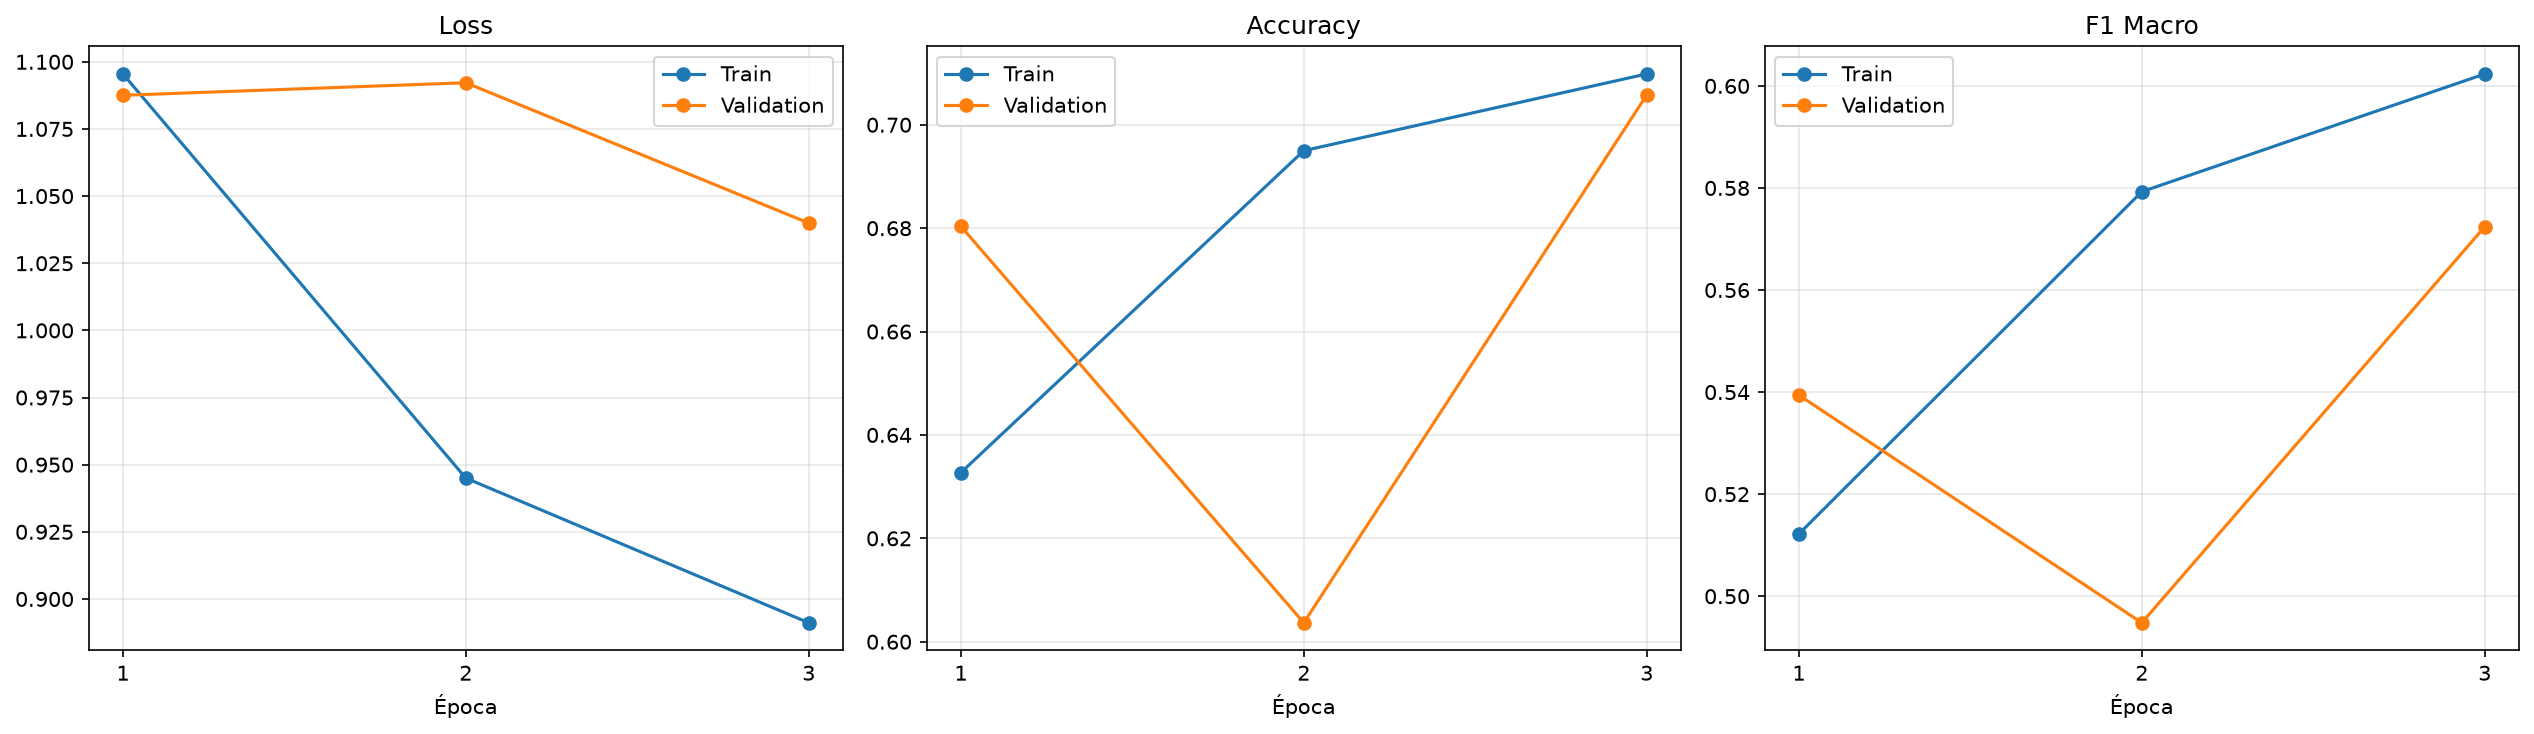 Loss
1.100
1.075
1.050
1.025
1.000
0.975
0.950
0.925
0.900
Train
Validation
1 2 3
Época
Accuracy
0.70
0.68
0.66
0.64
0.62
0.60
Train
Validation
1 2 3
Época
F1 Macro
0.60
0.58
0.56
0.54
0.52
0.50
Train
Validation
1 2 3
Época